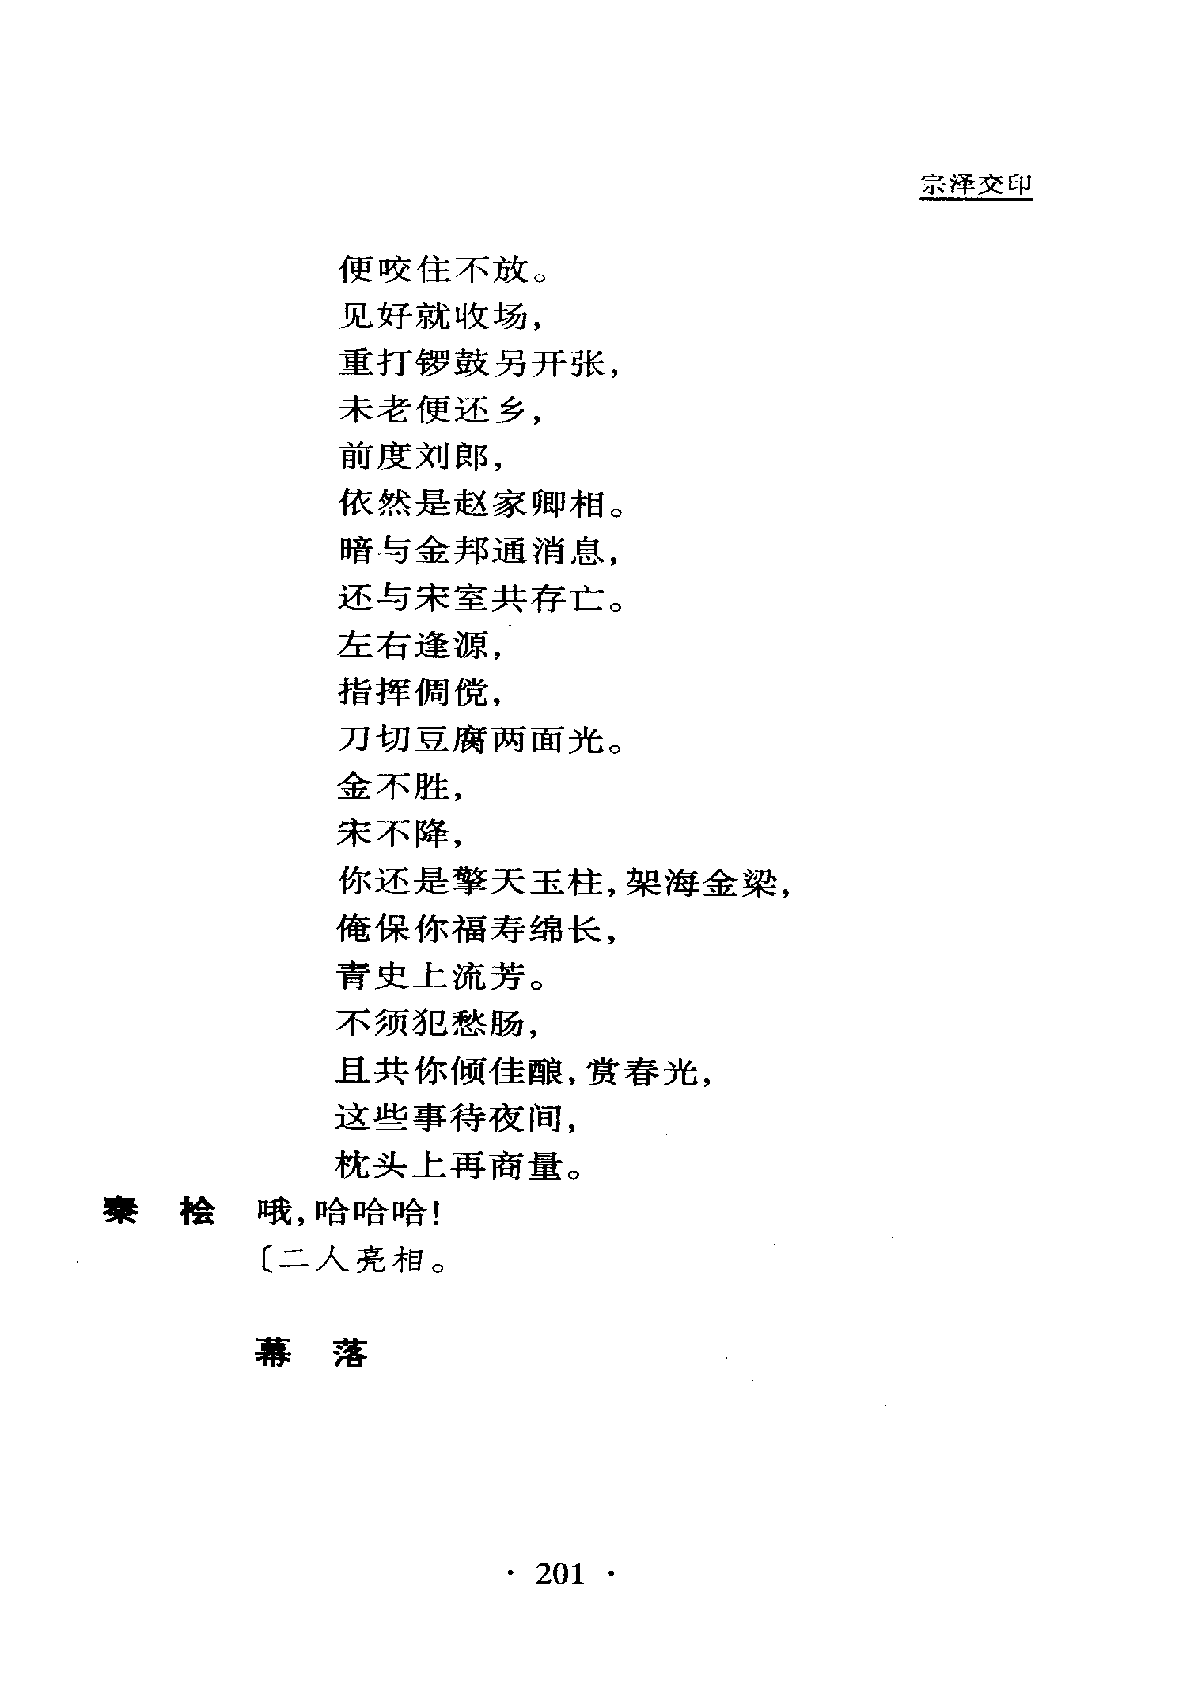 宗泽交印
便咬住不放。
见好就收场，
重打锣鼓另开张，
未老便还乡，
前度刘郎，
依然是赵家卿相。
暗与金邦通消息，
还与宋室共存亡。
左右逢源，
指挥倜傥，
刀切豆腐两面光。
金不胜，
宋不降，
你还是擎天玉柱，架海金梁，
俺保你福寿绵长，
青史上流芳。
不须犯愁肠，
且共你倾佳酿，赏春光，
这些事待夜间，
枕头上再商量。
秦　桧　哦，哈哈哈！
〔二人亮相。
幕　落
· 201 ·